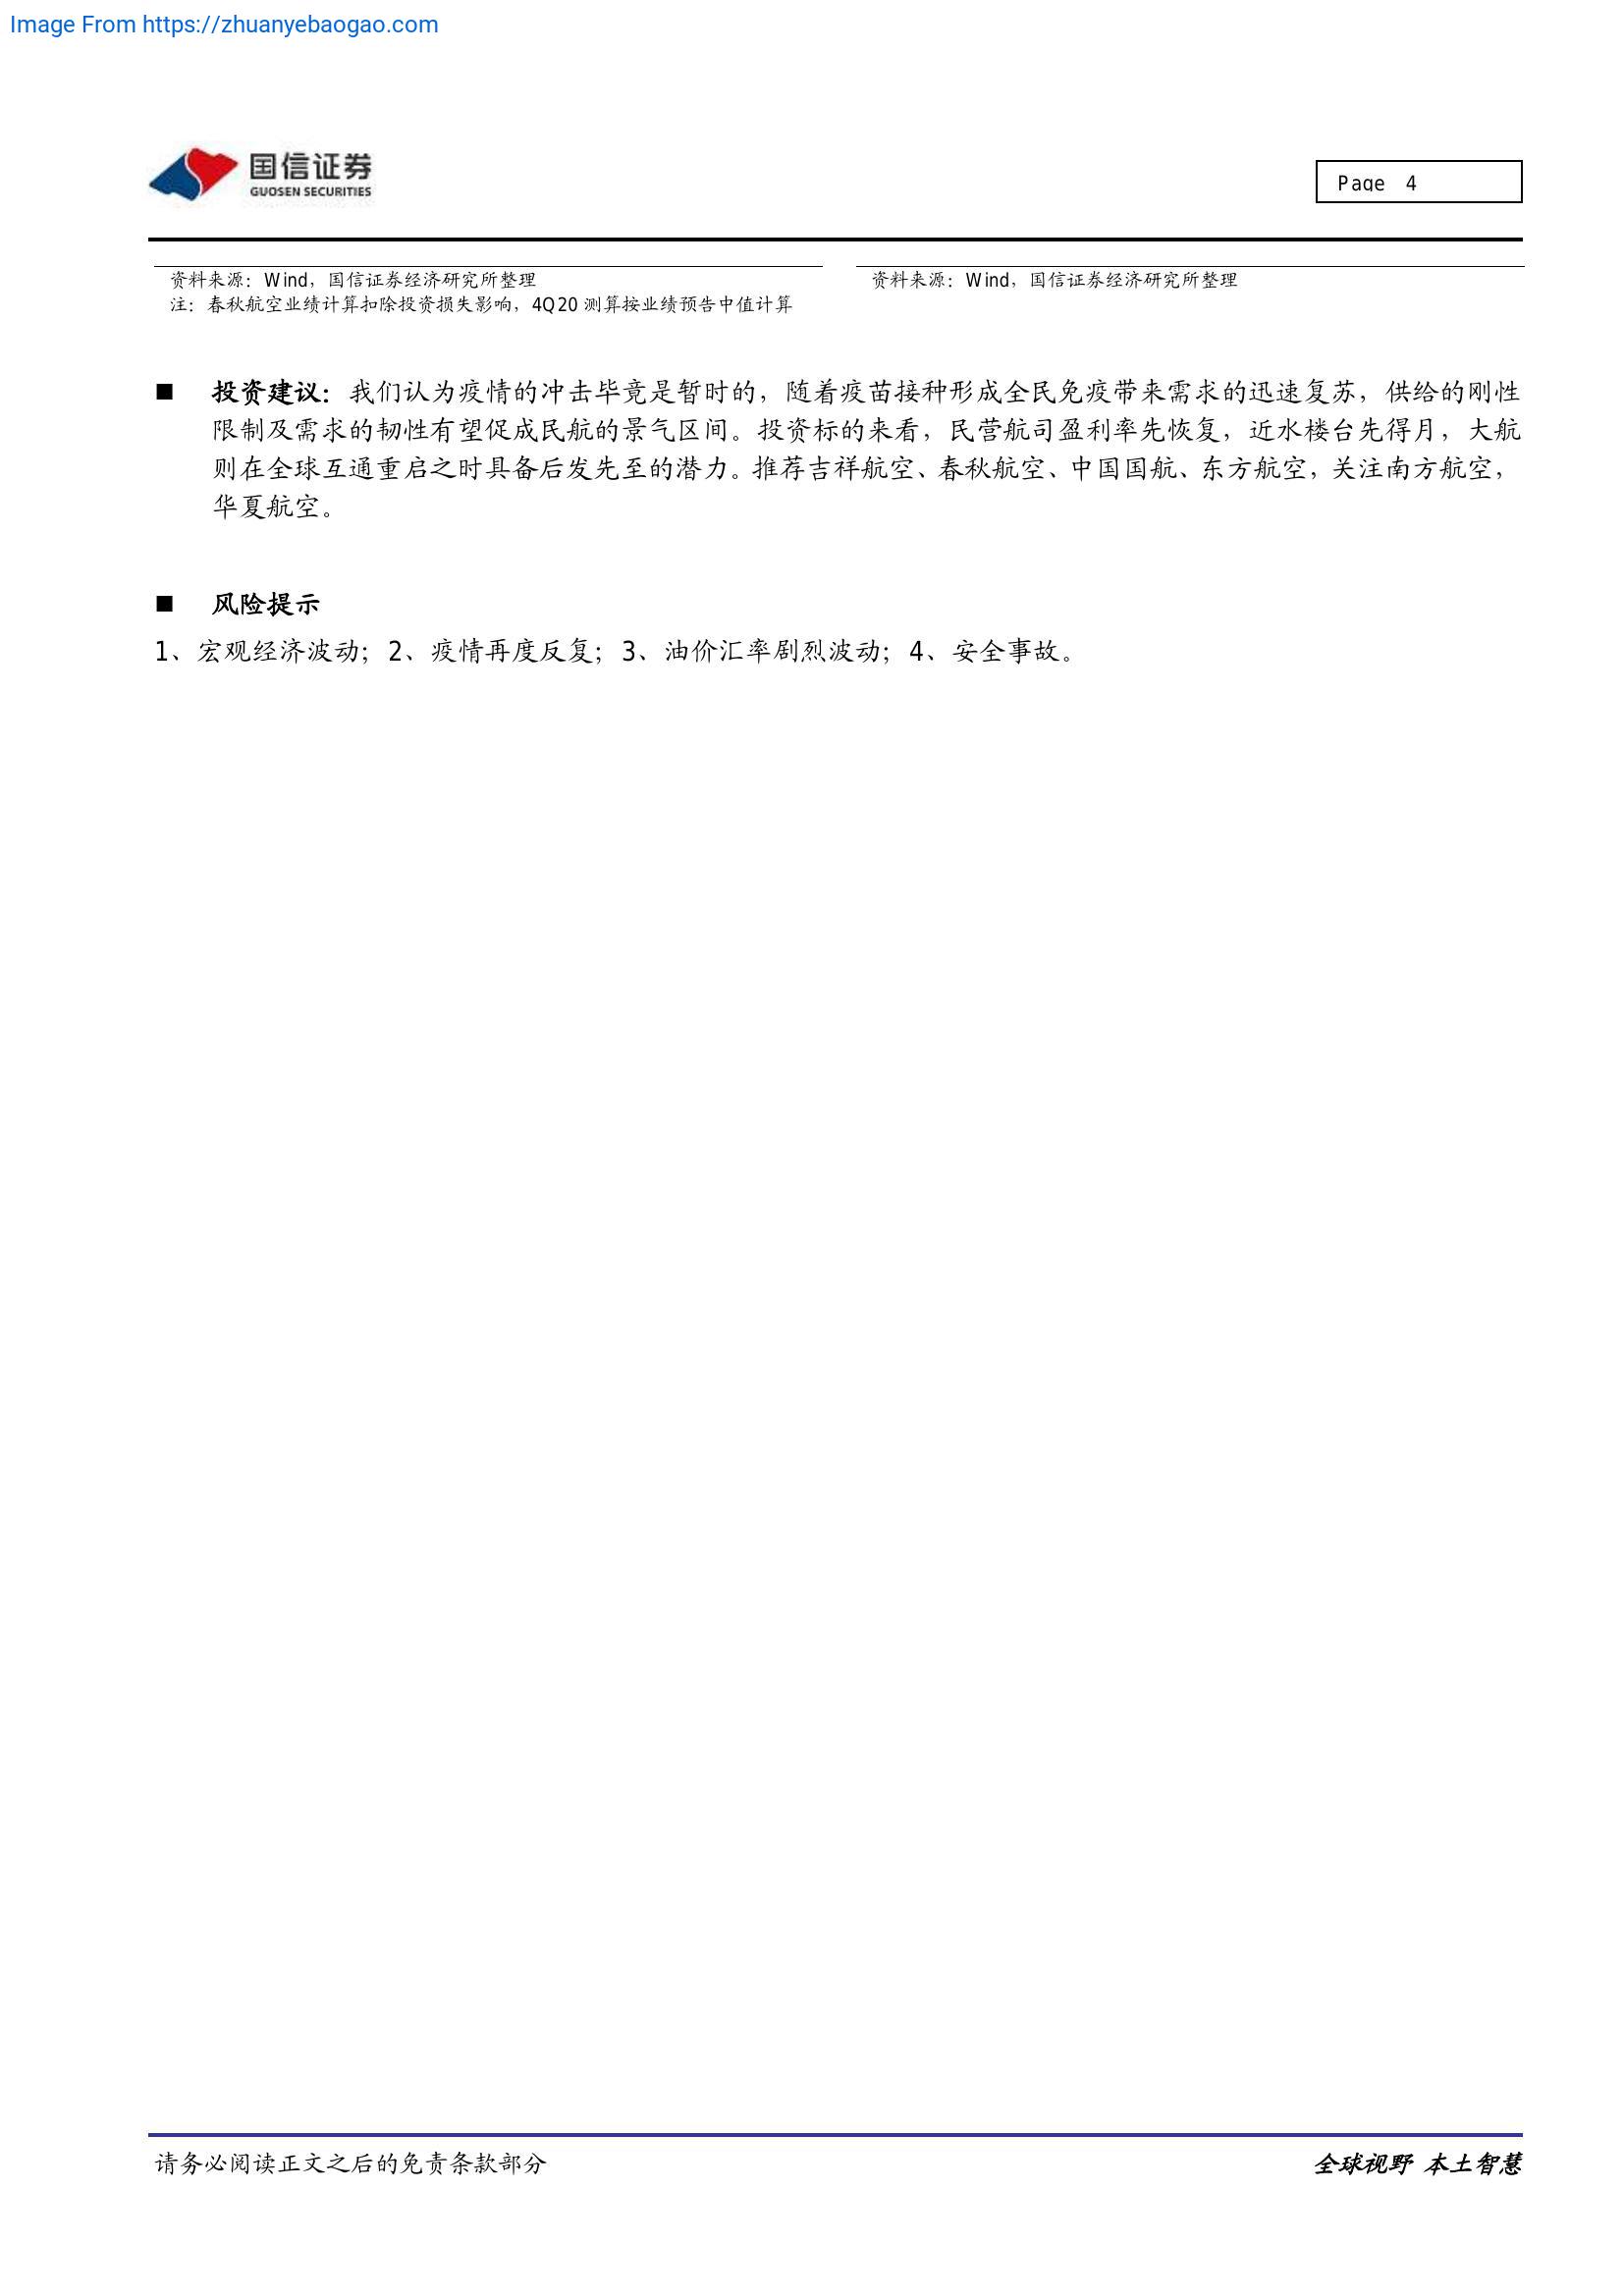 Image From https://zhuanyebaogao.com
国信证券
GUOSEN SECURITIES
Page 4
资料来源：Wind，国信证券经济研究所整理
注：春秋航空业绩计算扣除投资损失影响，4Q20 测算按业绩预告中值计算
资料来源：Wind，国信证券经济研究所整理
■ 投资建议：我们认为疫情的冲击毕竟是暂时的，随着疫苗接种形成全民免疫带来需求的迅速复苏，供给的刚性
限制及需求的韧性有望促成民航的景气区间。投资标的来看，民营航司盈利率先恢复，近水楼台先得月，大航
则在全球互通重启之时具备后发先至的潜力。推荐吉祥航空、春秋航空、中国国航、东方航空，关注南方航空，
华夏航空。
■ 风险提示
1、宏观经济波动；2、疫情再度反复；3、油价汇率剧烈波动；4、安全事故。
请务必阅读正文之后的免责条款部分
全球视野 本土智慧